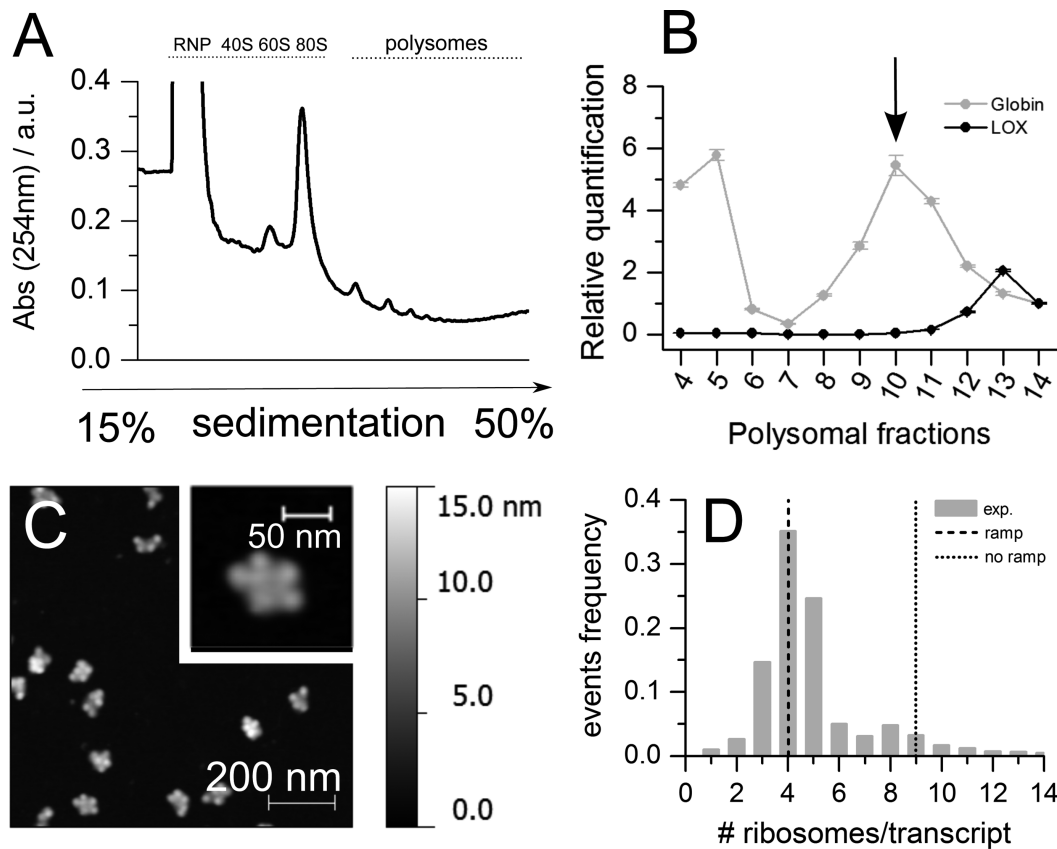 A
RNP 40S 60S 80S
polysomes
Abs (254nm) / a.u.
0.4
0.3
0.2
0.1
0.0
15% sedimentation 50%
B
Relative quantification
8
6
4
2
0
Globin
LOX
4 5 6 7 8 9 10 11 12 13 14
Polysomal fractions
C
50 nm
200 nm
15.0 nm
10.0
5.0
0.0
D
events frequency
0.4
0.3
0.2
0.1
0.0
exp.
ramp
no ramp
0 2 4 6 8 10 12 14
# ribosomes/transcript